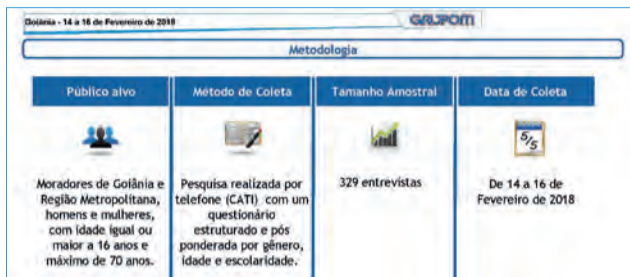 Goiânia - 14 a 16 de Fevereiro de 2018
GRUPOM
Metodologia
Público alvo
Moradores de Goiânia e
Região Metropolitana,
homens e mulheres,
com idade igual ou
maior a 16 anos e
máximo de 70 anos.
Método de Coleta
Pesquisa realizada por
telefone (CATI) com um
questionário
estruturado e pós
ponderada por gênero,
idade e escolaridade.
Tamanho Amostral
329 entrevistas
Data de Coleta
5/5
De 14 a 16 de
Fevereiro de 2018